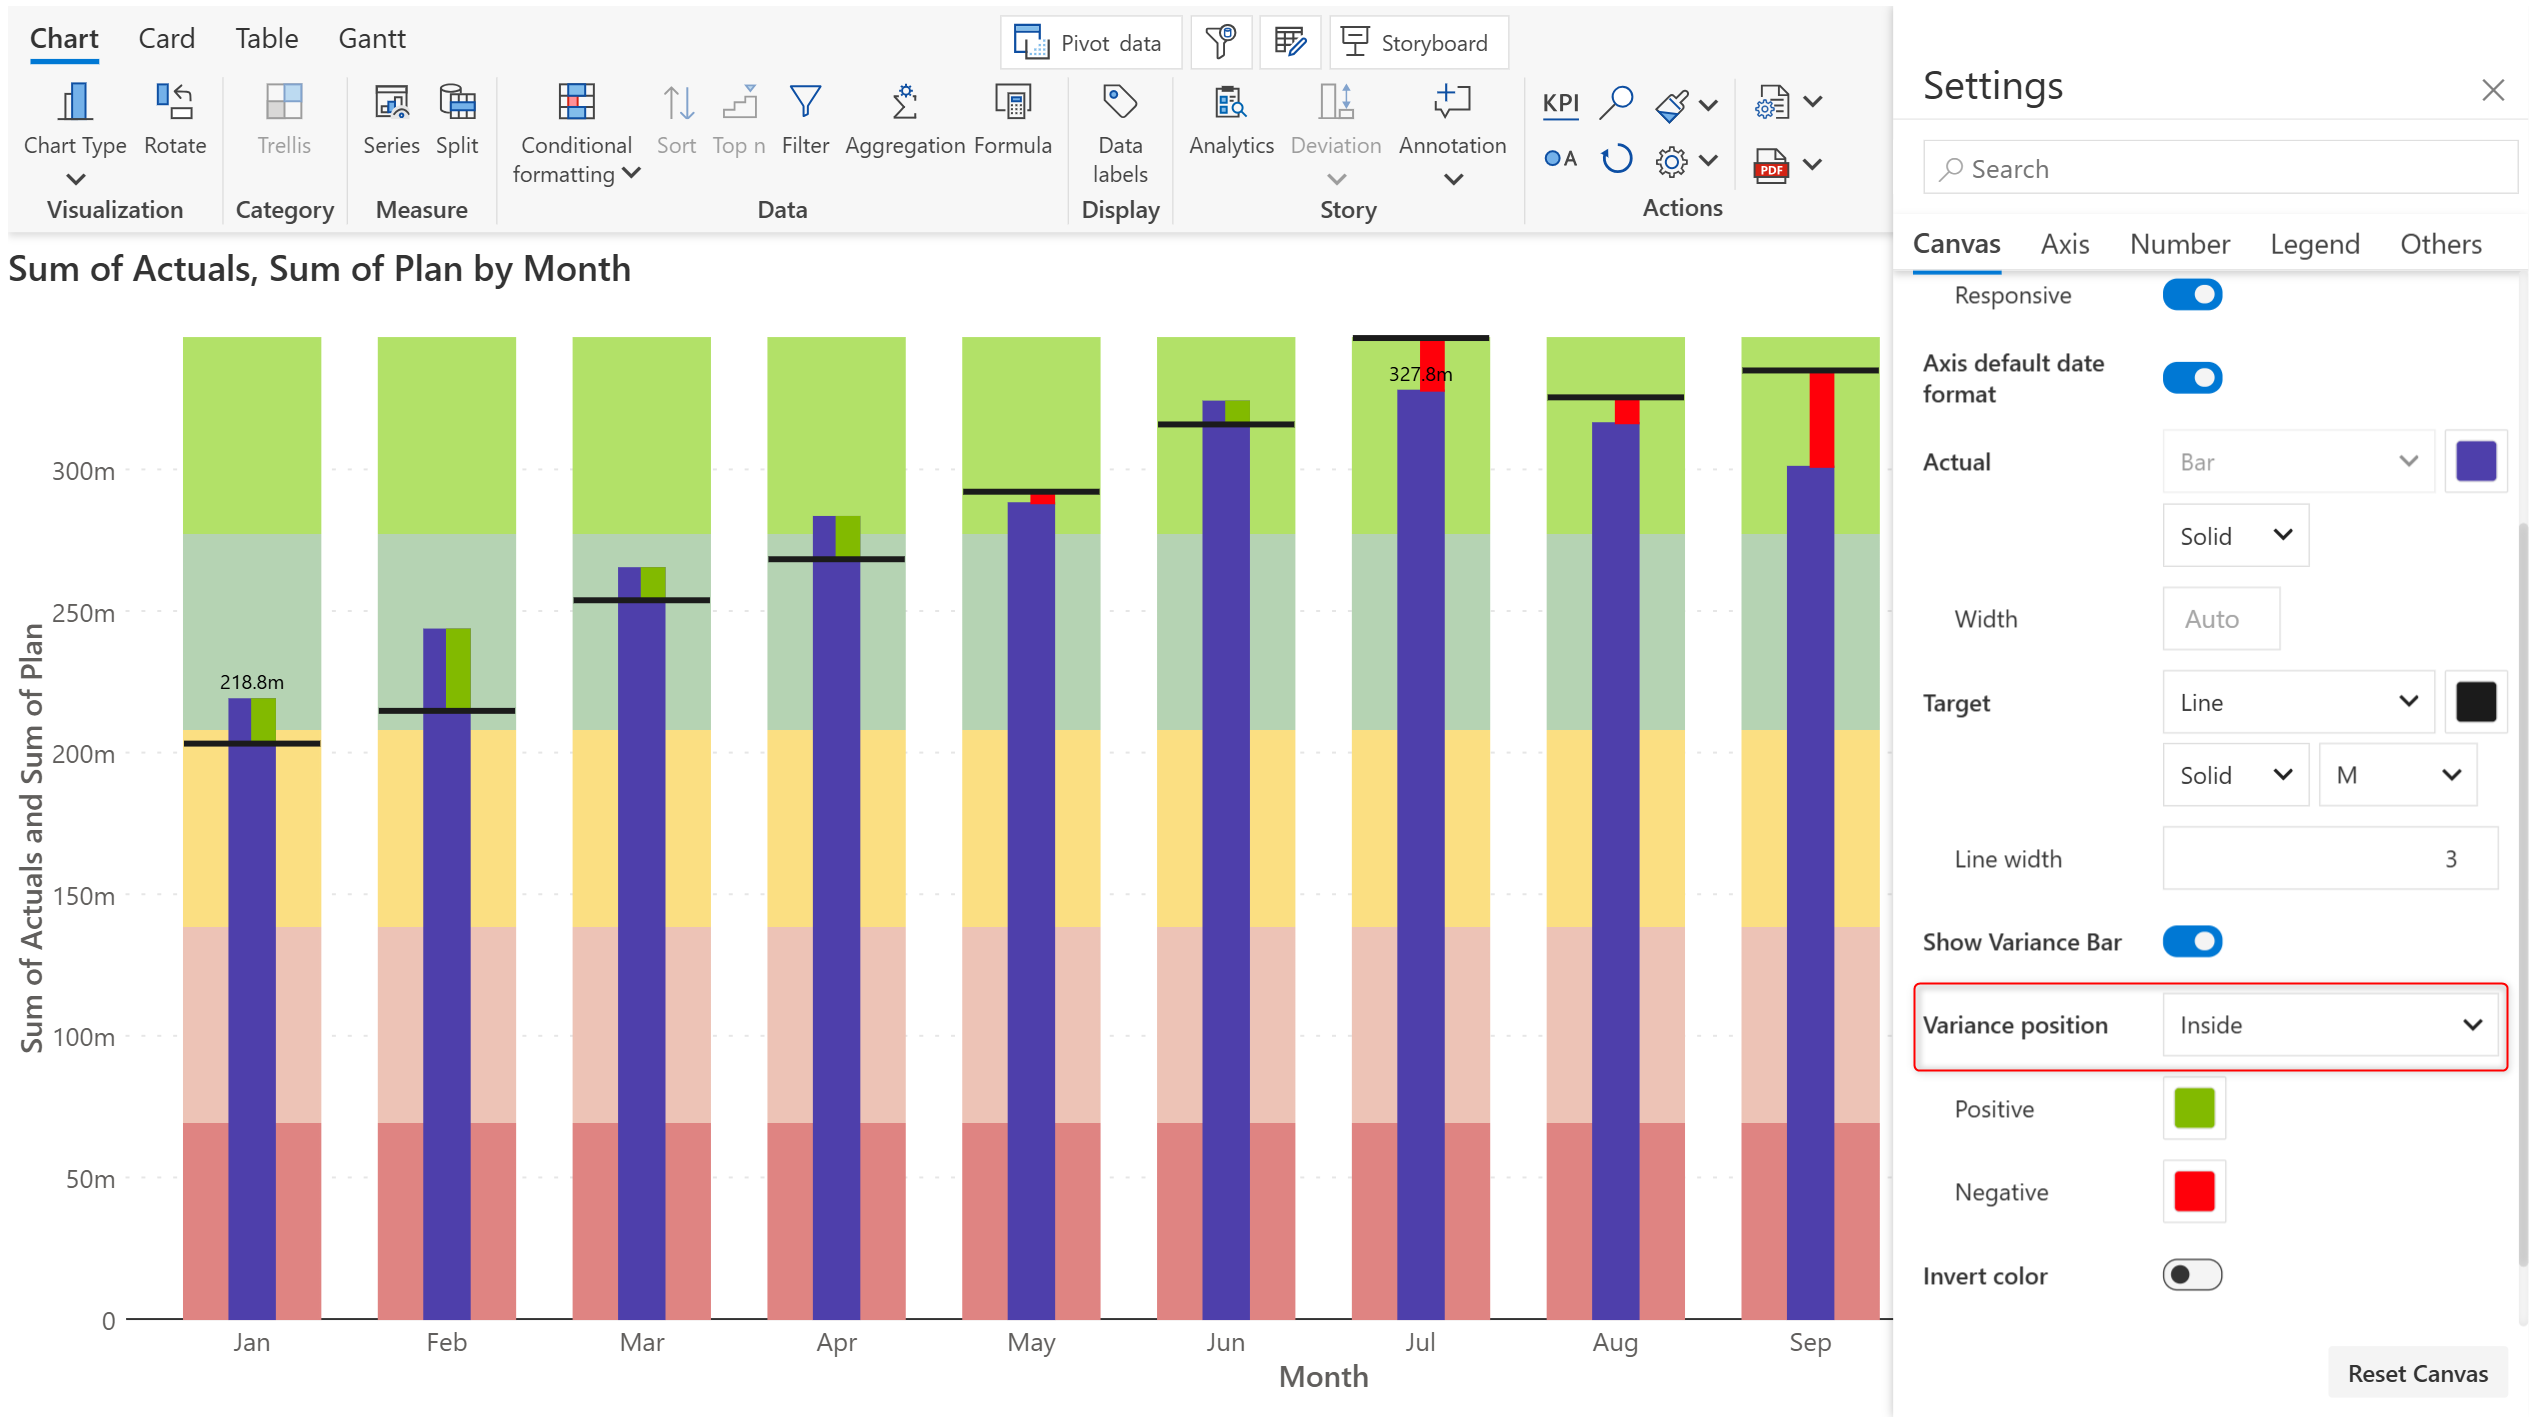 Chart Card Table Gantt
Pivot data
Storyboard
Chart Type
Rotate
Visualization
Trellis
Category
Series
Split
Measure
Conditional
formatting
Sort
Top n
Filter
Aggregation
Formula
Data
Data
labels
Display
Analytics
Deviation
Annotation
Story
KPI
A
PDF
Actions
Sum of Actuals, Sum of Plan by Month
Sum of Actuals and Sum of Plan
300m
250m
200m
150m
100m
50m
0
218.8m
327.8m
Jan Feb Mar Apr May Jun Jul Aug Sep
Month
Settings
Search
Canvas Axis Number Legend Others
Responsive
Axis default date
format
Actual
Bar
Solid
Width
Auto
Target
Line
Solid
M
Line width
3
Show Variance Bar
Variance position
Inside
Positive
Negative
Invert color
Reset Canvas